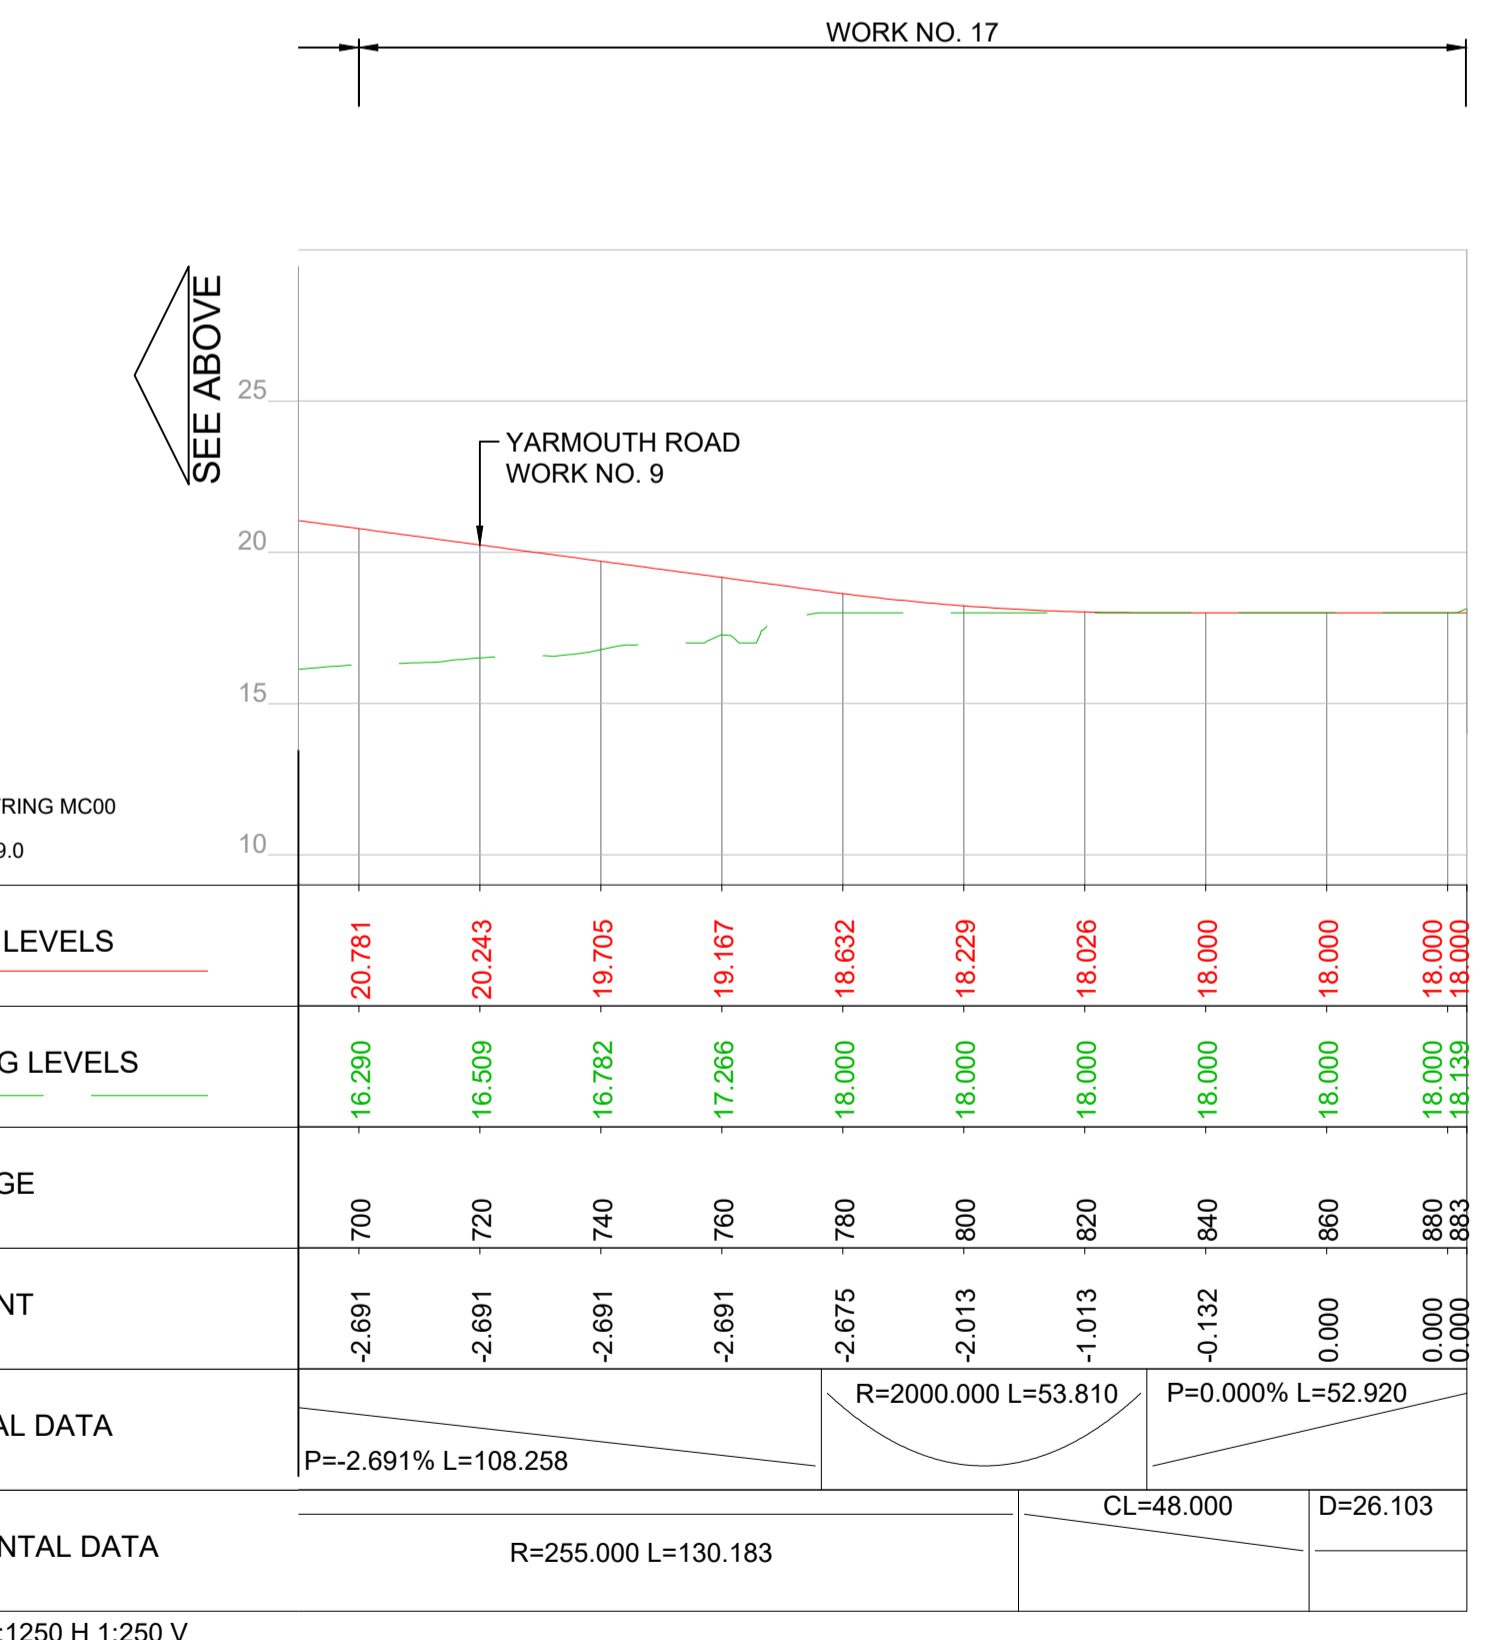 WORK NO. 17
SEE ABOVE
25
YARMOUTH ROAD
WORK NO. 9
20
15
TRING MC00
9.0
10
LEVELS
20.781 20.243 19.705 19.167 18.632 18.229 18.026 18.000 18.000 18.000 18.000
G LEVELS
16.290 16.509 16.782 17.266 18.000 18.000 18.000 18.000 18.000 18.000 18.139
GE
700 720 740 760 780 800 820 840 860 880 883
NT
-2.691 -2.691 -2.691 -2.691 -2.675 -2.013 -1.013 -0.132 0.000 0.000 0.000
AL DATA
P=-2.691% L=108.258
R=2000.000 L=53.810
P=0.000% L=52.920
NTAL DATA
R=255.000 L=130.183
CL=48.000
D=26.103
:1250 H 1:250 V